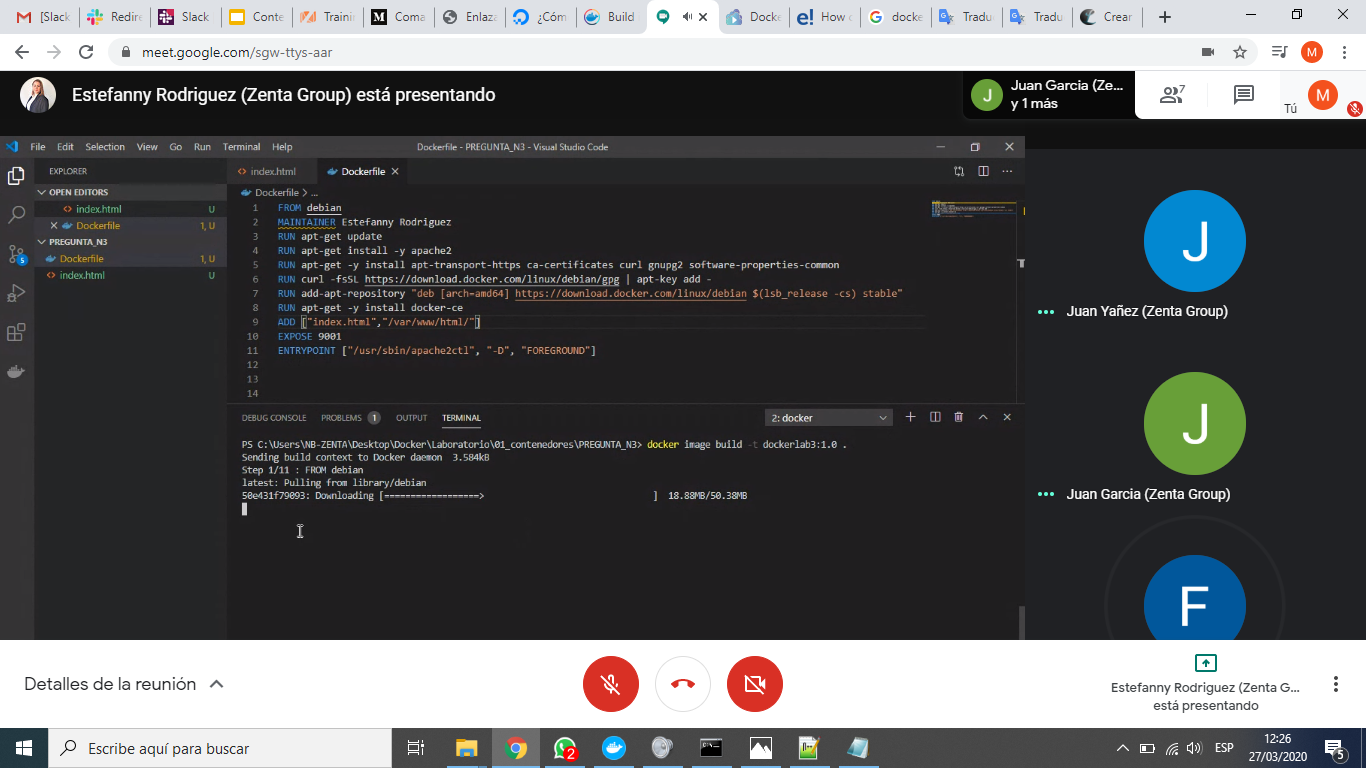 [Slack
Redire
Slack
Conte
Trainir
Coma
Enlaza
¿Cóm
Build
Docke
How c
docke
Tradu
Tradu
Crear
meet.google.com/sgw-ttys-aar
M
Estefanny Rodriguez (Zenta Group) está presentando
J
Juan Garcia (Ze...
y 1 más
7
Tú
M
File Edit Selection View Go Run Terminal Help
Dockerfile - PREGUNTA_N3 - Visual Studio Code
EXPLORER
OPEN EDITORS
index.html U
Dockerfile 1, U
PREGUNTA_N3
Dockerfile 1, U
index.html U
5
index.html
Dockerfile
Dockerfile > ...
1 FROM debian
2 MAINTAINER Estefanny Rodriguez
3 RUN apt-get update
4 RUN apt-get install -y apache2
5 RUN apt-get -y install apt-transport-https ca-certificates curl gnupg2 software-properties-common
6 RUN curl -fsSL https://download.docker.com/linux/debian/gpg | apt-key add -
7 RUN add-apt-repository "deb [arch=amd64] https://download.docker.com/linux/debian $(lsb_release -cs) stable"
8 RUN apt-get -y install docker-ce
9 ADD ["index.html","/var/www/html/"]
10 EXPOSE 9001
11 ENTRYPOINT ["/usr/sbin/apache2ctl", "-D", "FOREGROUND"]
12
13
14
DEBUG CONSOLE PROBLEMS 1 OUTPUT TERMINAL
2: docker
PS C:\Users\NB-ZENTA\Desktop\Docker\Laboratorio\01_contenedores\PREGUNTA_N3> docker image build -t dockerlab3:1.0 .
Sending build context to Docker daemon 3.584kB
Step 1/11 : FROM debian
latest: Pulling from library/debian
50e431f79093: Downloading [==================> ] 18.88MB/50.38MB
J
Juan Yañez (Zenta Group)
J
Juan Garcia (Zenta Group)
F
Detalles de la reunión
Estefanny Rodriguez (Zenta G...
está presentando
Escribe aquí para buscar
2
ESP
12:26
27/03/2020
5